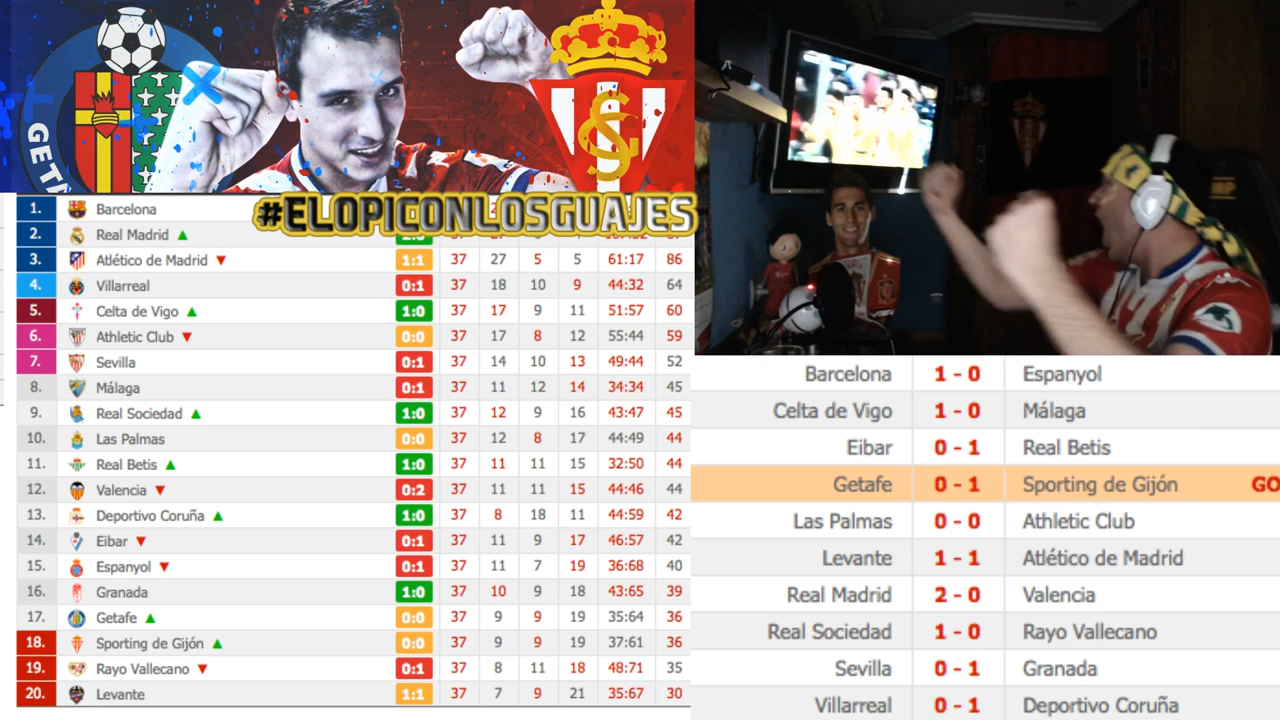 GETA
#ELOPICONLOSGUAJES
1. Barcelona
2. Real Madrid 37
3. Atlético de Madrid 1:1 37 27 5 5 61:17 86
4. Villarreal 0:1 37 18 10 9 44:32 64
5. Celta de Vigo 1:0 37 17 9 11 51:57 60
6. Athletic Club 0:0 37 17 8 12 55:44 59
7. Sevilla 0:1 37 14 10 13 49:44 52
8. Málaga 0:1 37 11 12 14 34:34 45
9. Real Sociedad 1:0 37 12 9 16 43:47 45
10. Las Palmas 0:0 37 12 8 17 44:49 44
11. Real Betis 1:0 37 11 11 15 32:50 44
12. Valencia 0:2 37 11 11 15 44:46 44
13. Deportivo Coruña 1:0 37 8 18 11 44:59 42
14. Eibar 0:1 37 11 9 17 46:57 42
15. Espanyol 0:1 37 11 7 19 36:68 40
16. Granada 1:0 37 10 9 18 43:65 39
17. Getafe 0:0 37 9 9 19 35:64 36
18. Sporting de Gijón 0:0 37 9 9 19 37:61 36
19. Rayo Vallecano 0:1 37 8 11 18 48:71 35
20. Levante 1:1 37 7 9 21 35:67 30
Barcelona 1 - 0 Espanyol
Celta de Vigo 1 - 0 Málaga
Eibar 0 - 1 Real Betis
Getafe 0 - 1 Sporting de Gijón GO
Las Palmas 0 - 0 Athletic Club
Levante 1 - 1 Atlético de Madrid
Real Madrid 2 - 0 Valencia
Real Sociedad 1 - 0 Rayo Vallecano
Sevilla 0 - 1 Granada
Villarreal 0 - 1 Deportivo Coruña